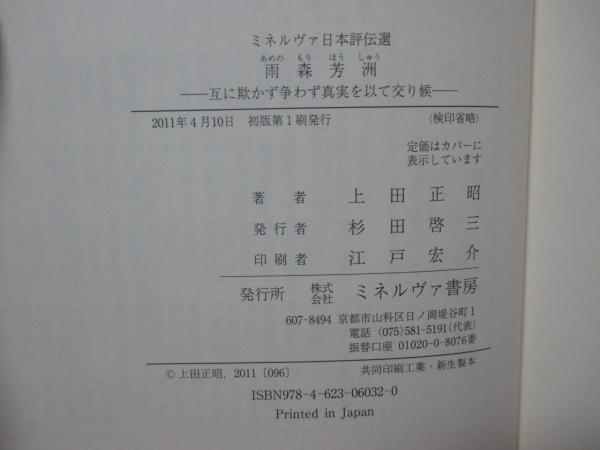 ミネルヴァ日本評伝選
あめの もり ほう しゅう
雨森芳洲
――互に欺かず争わず真実を以て交り候――
2011年4月10日 初版第1刷発行 〈検印省略〉
定価はカバーに
表示しています
著者 上田正昭
発行者 杉田啓三
印刷者 江戸宏介
発行所 株式会社 ミネルヴァ書房
607-8494 京都市山科区日ノ岡堤谷町1
電話 (075)581-5191(代表)
振替口座 01020-0-8076番
© 上田正昭, 2011〔096〕 共同印刷工業・新生製本
ISBN978-4-623-06032-0
Printed in Japan